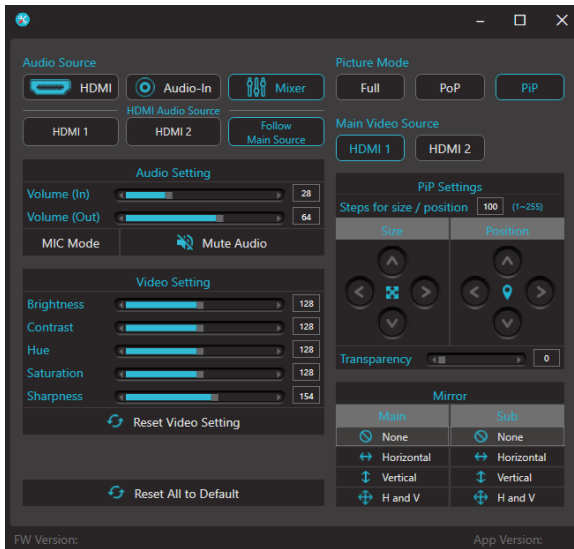 Audio Source
HDMI Audio-In Mixer
HDMI Audio Source
HDMI 1 HDMI 2 Follow
Main Source
Audio Setting
Volume (In) 28
Volume (Out) 64
MIC Mode Mute Audio
Video Setting
Brightness 128
Contrast 128
Hue 128
Saturation 128
Sharpness 154
Reset Video Setting
Reset All to Default
Picture Mode
Full PoP PiP
Main Video Source
HDMI 1 HDMI 2
PiP Settings
Steps for size / position 100 (1~255)
Size Position
Transparency 0
Mirror
Main Sub
None None
Horizontal Horizontal
Vertical Vertical
H and V H and V
FW Version: App Version: